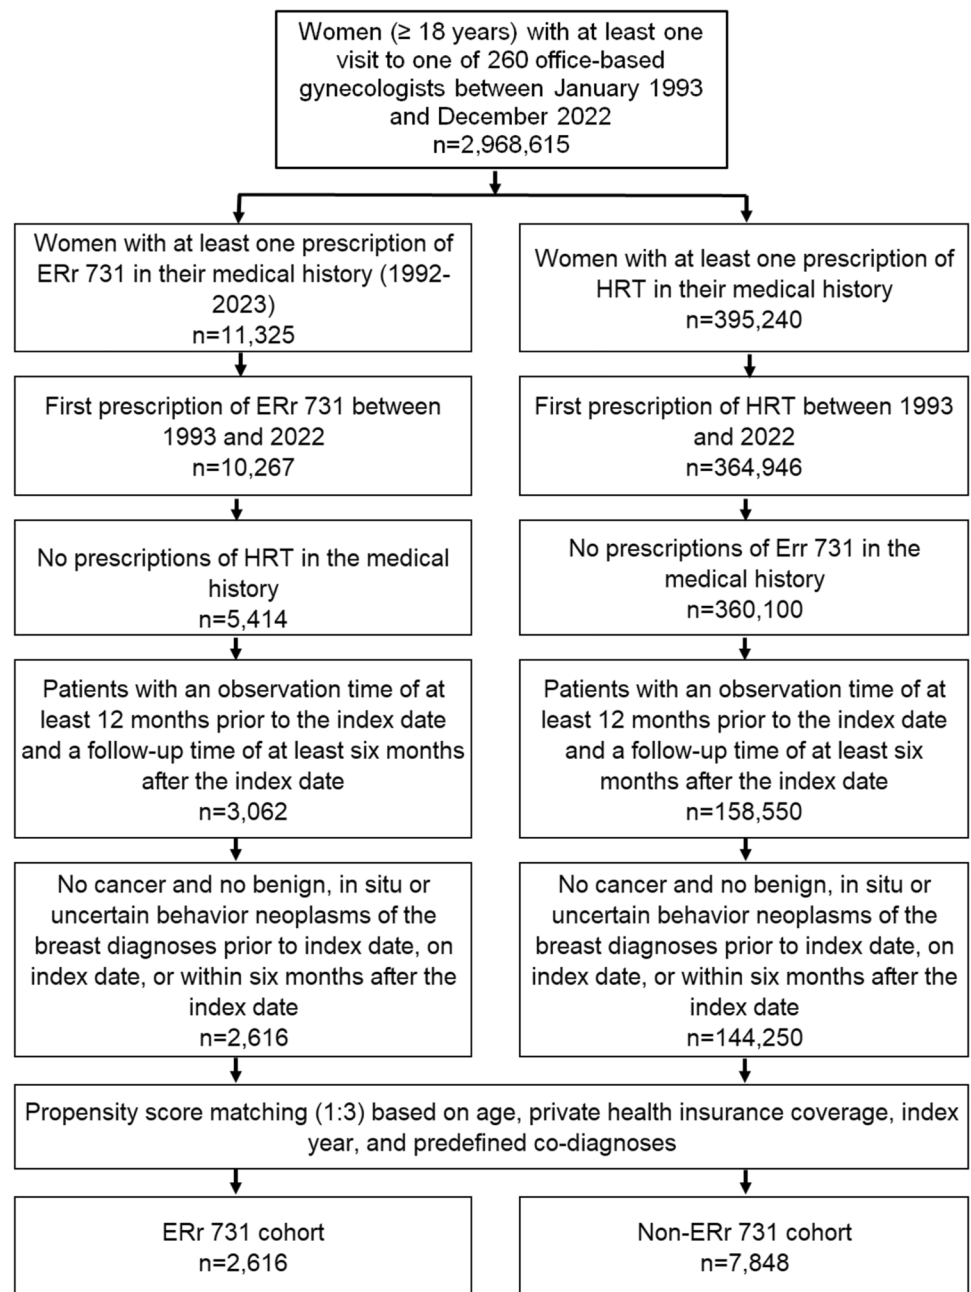 Women (≥ 18 years) with at least one
visit to one of 260 office-based
gynecologists between January 1993
and December 2022
n=2,968,615
Women with at least one prescription of
ERr 731 in their medical history (1992-
2023)
n=11,325
Women with at least one prescription of
HRT in their medical history
n=395,240
First prescription of ERr 731 between
1993 and 2022
n=10,267
First prescription of HRT between 1993
and 2022
n=364,946
No prescriptions of HRT in the medical
history
n=5,414
No prescriptions of Err 731 in the
medical history
n=360,100
Patients with an observation time of at
least 12 months prior to the index date
and a follow-up time of at least six months
after the index date
n=3,062
Patients with an observation time of at
least 12 months prior to the index date
and a follow-up time of at least six
months after the index date
n=158,550
No cancer and no benign, in situ or
uncertain behavior neoplasms of the
breast diagnoses prior to index date, on
index date, or within six months after the
index date
n=2,616
No cancer and no benign, in situ or
uncertain behavior neoplasms of the
breast diagnoses prior to index date, on
index date, or within six months after the
index date
n=144,250
Propensity score matching (1:3) based on age, private health insurance coverage, index
year, and predefined co-diagnoses
ERr 731 cohort
n=2,616
Non-ERr 731 cohort
n=7,848